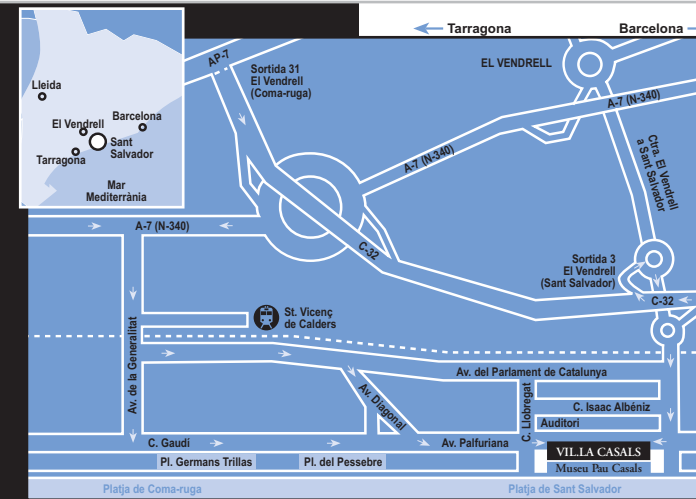 Tarragona
Barcelona
Lleida
El Vendrell
Barcelona
Sant
Salvador
Tarragona
Mar
Mediterrània
AP-7
Sortida 31
El Vendrell
(Coma-ruga)
EL VENDRELL
A-7 (N-340)
A-7 (N-340)
Ctra. El Vendrell
a Sant Salvador
A-7 (N-340)
C-32
Sortida 3
El Vendrell
(Sant Salvador)
C-32
St. Vicenç
de Calders
Av. de la Generalitat
Av. del Parlament de Catalunya
Av. Diagonal
C. Llobregat
C. Isaac Albéniz
Auditori
C. Gaudí
Av. Palfuriana
VIL.LA CASALS
Museu Pau Casals
Pl. Germans Trillas
Pl. del Pessebre
Platja de Coma-ruga
Platja de Sant Salvador